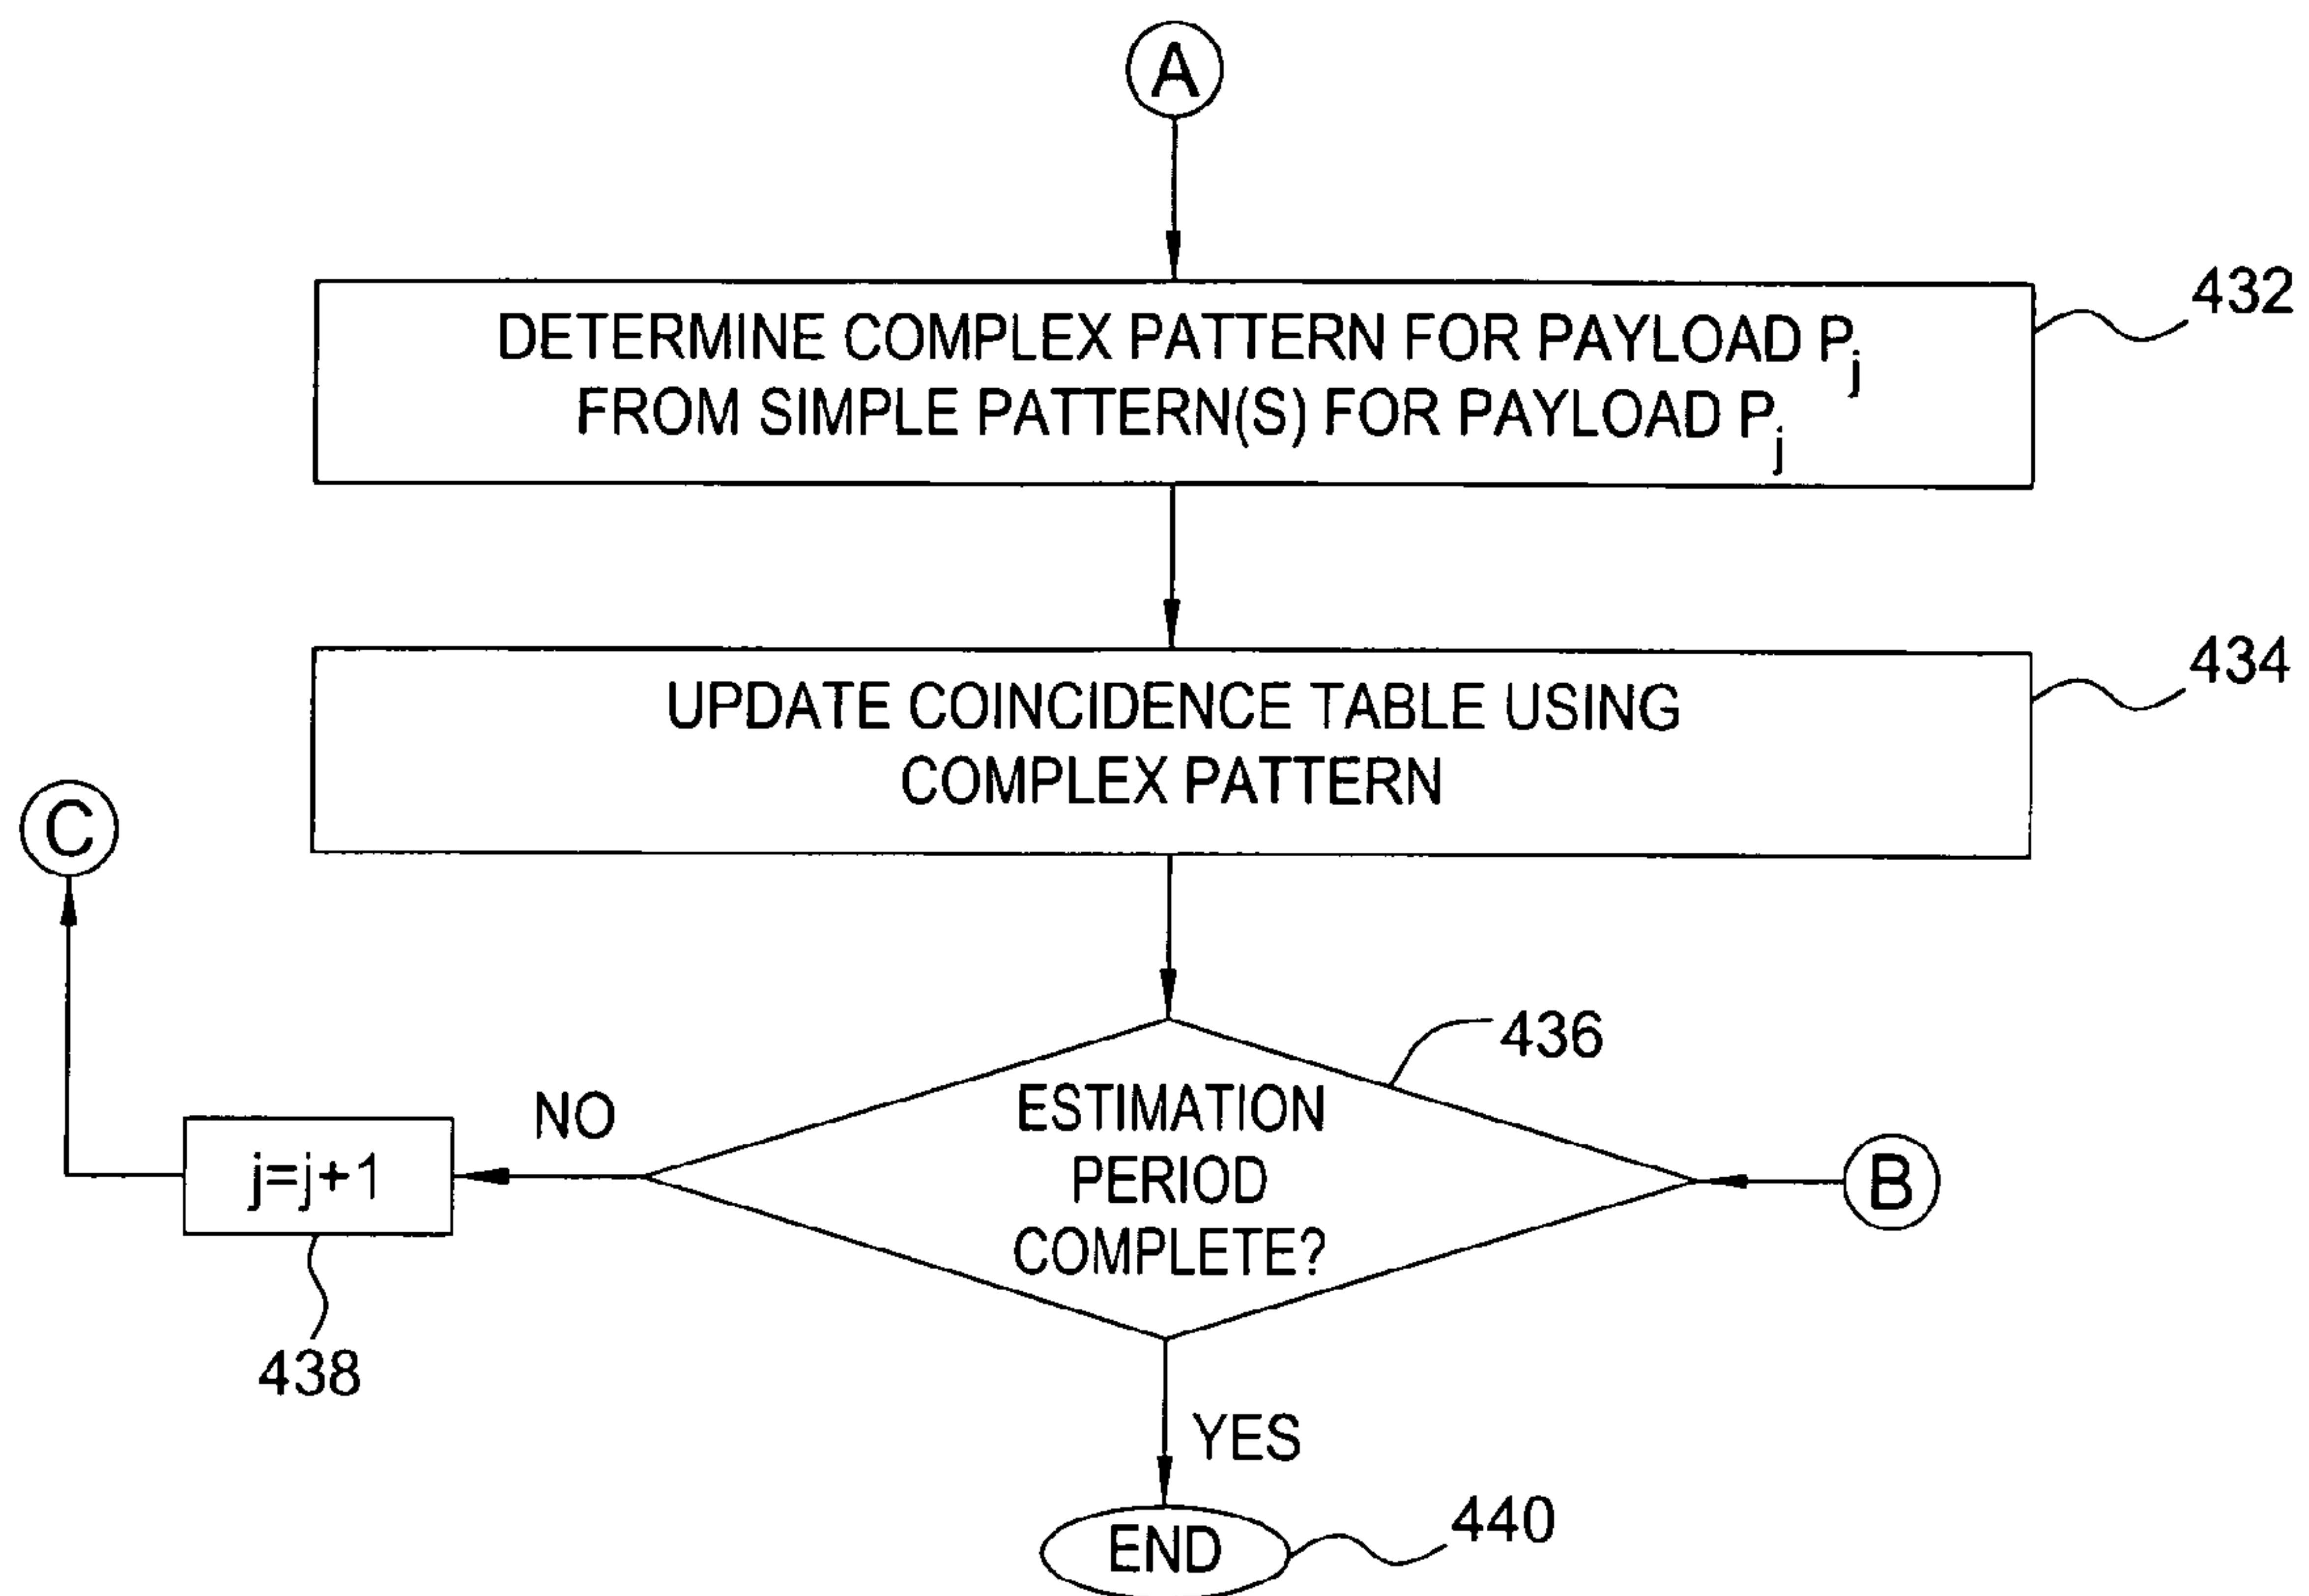 A
432
DETERMINE COMPLEX PATTERN FOR PAYLOAD Pj
FROM SIMPLE PATTERN(S) FOR PAYLOAD Pj
434
UPDATE COINCIDENCE TABLE USING
COMPLEX PATTERN
C
436
ESTIMATION
PERIOD
COMPLETE?
NO
j=j+1
B
438
YES
END
440